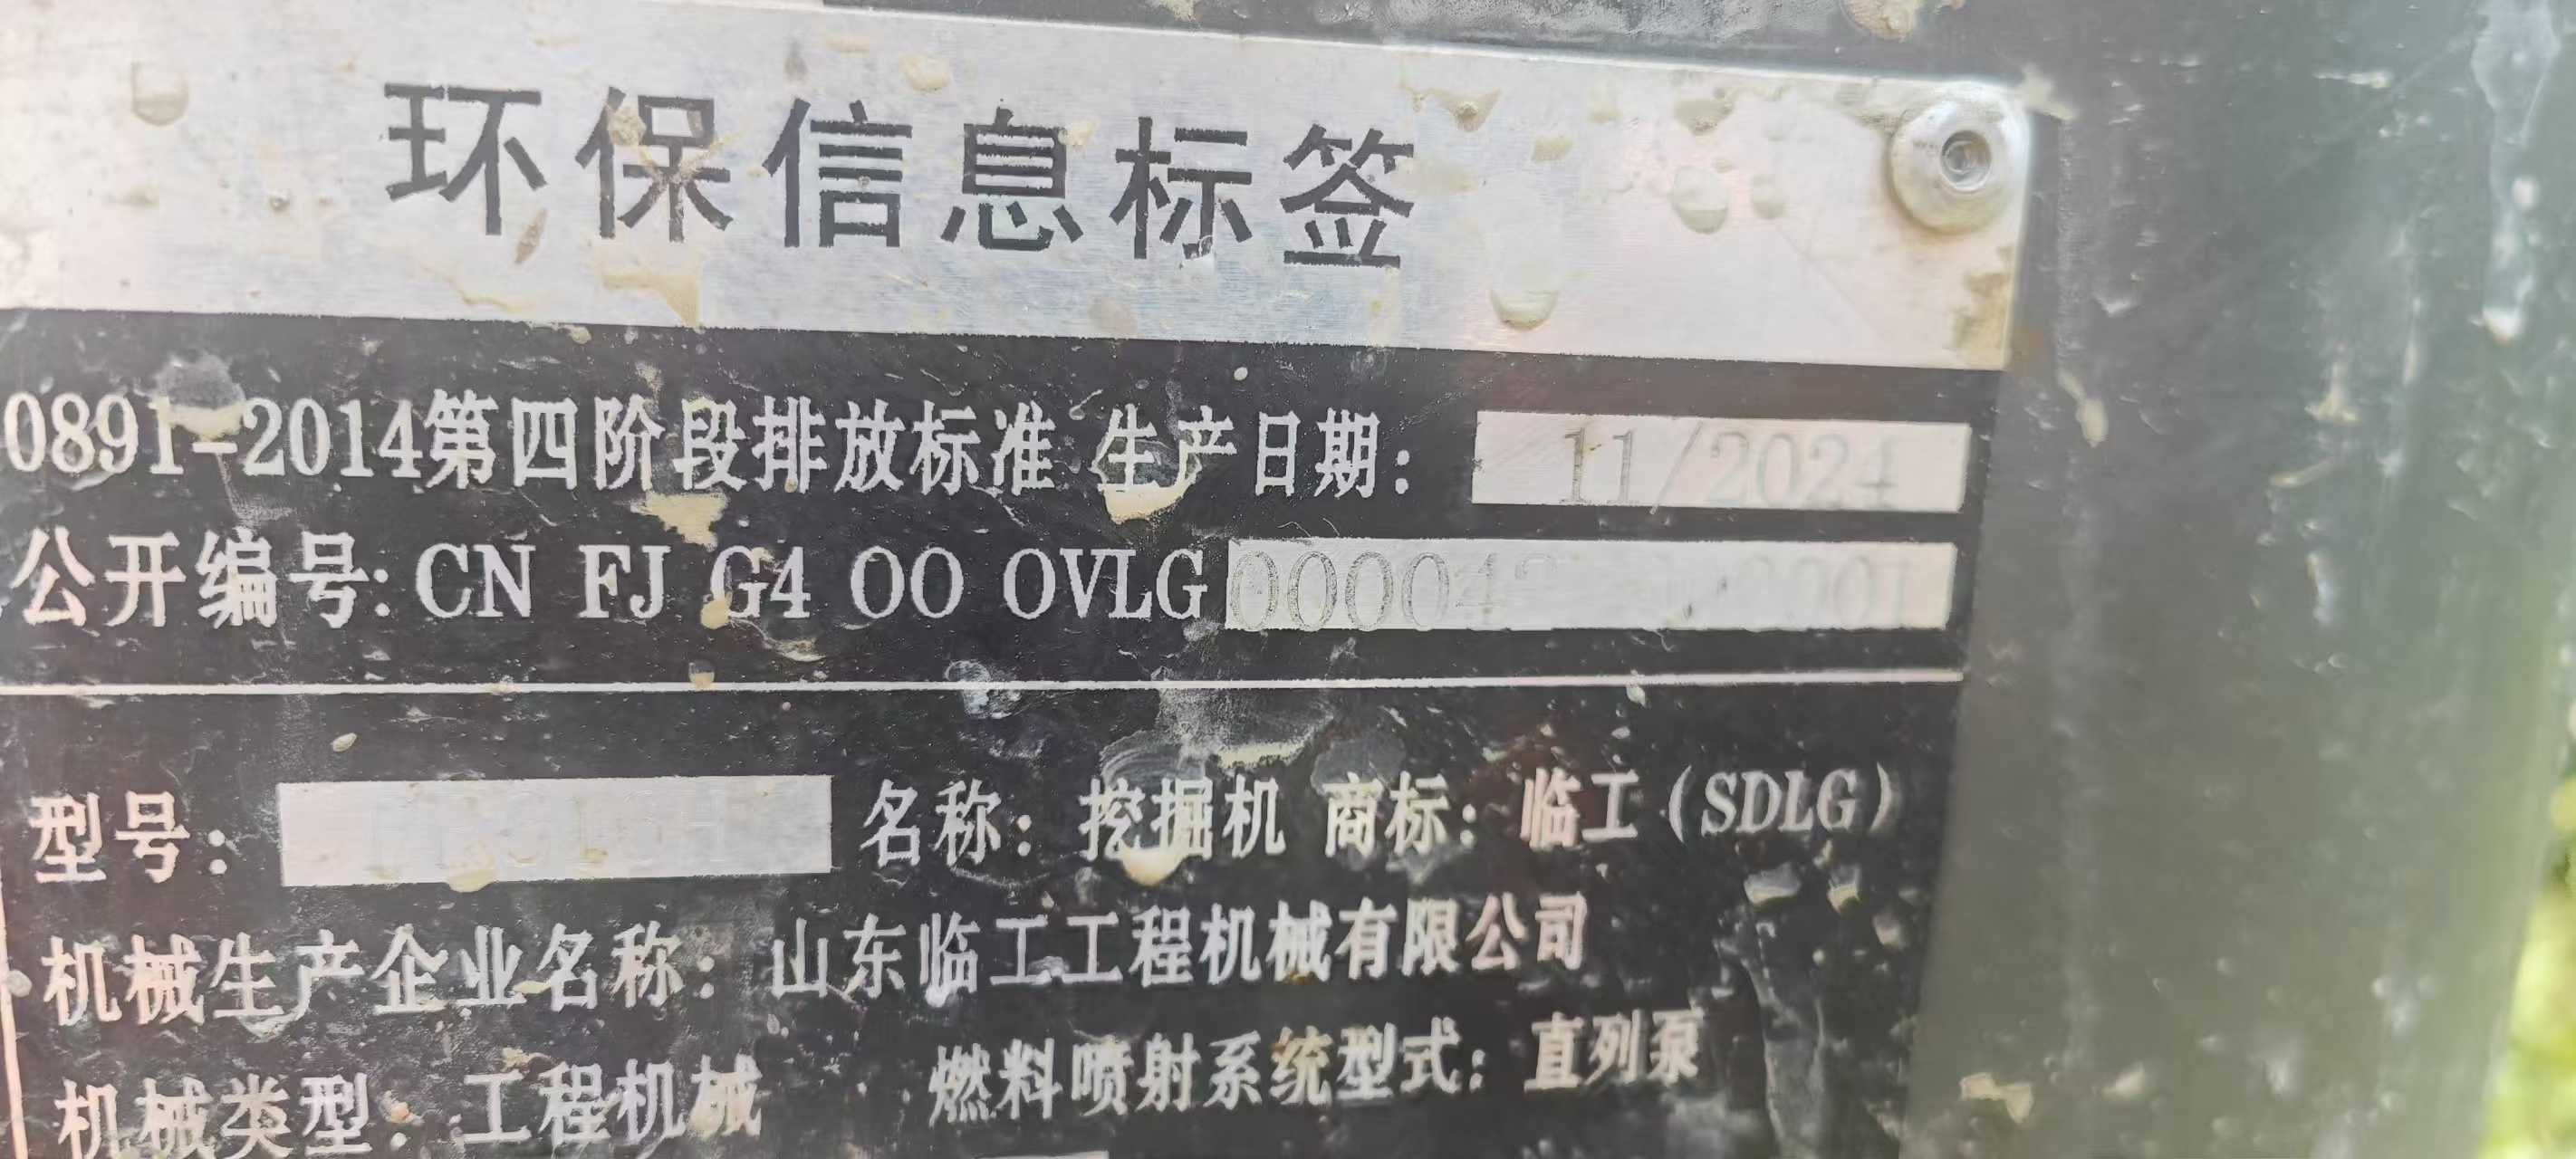 环保信息标签
0891-2014第四阶段排放标准 生产日期: 11/2024
公开编号: CN FJ G4 OO OVLG00004
型号: 名称: 挖掘机 商标: 临工(SDLG)
机械生产企业名称: 山东临工工程机械有限公司
机械类型: 工程机械 燃料喷射系统型式: 直列泵